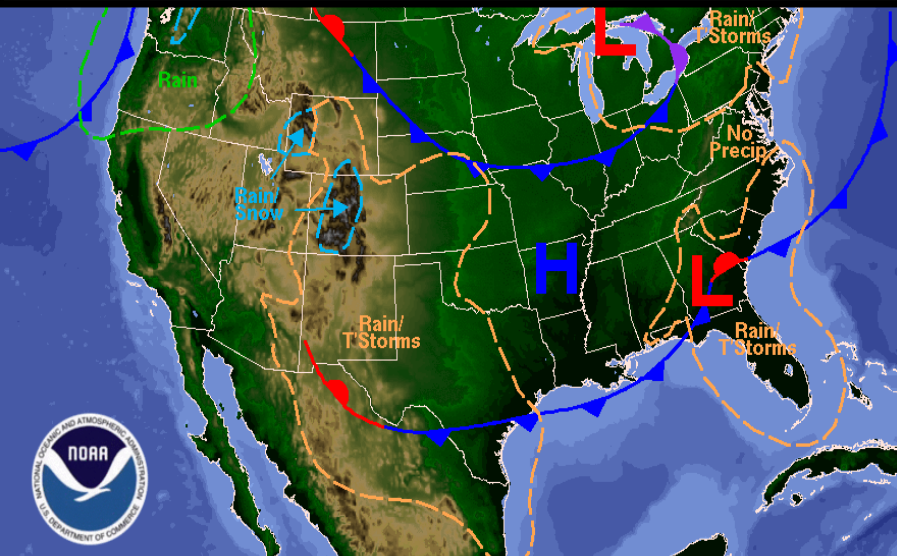 L
Rain/
T'Storms
Rain
No
Precip
Rain/
Snow
H
L
Rain/
T'Storms
Rain/
T'Storms
NATIONAL OCEANIC AND ATMOSPHERIC ADMINISTRATION
NOAA
U.S. DEPARTMENT OF COMMERCE